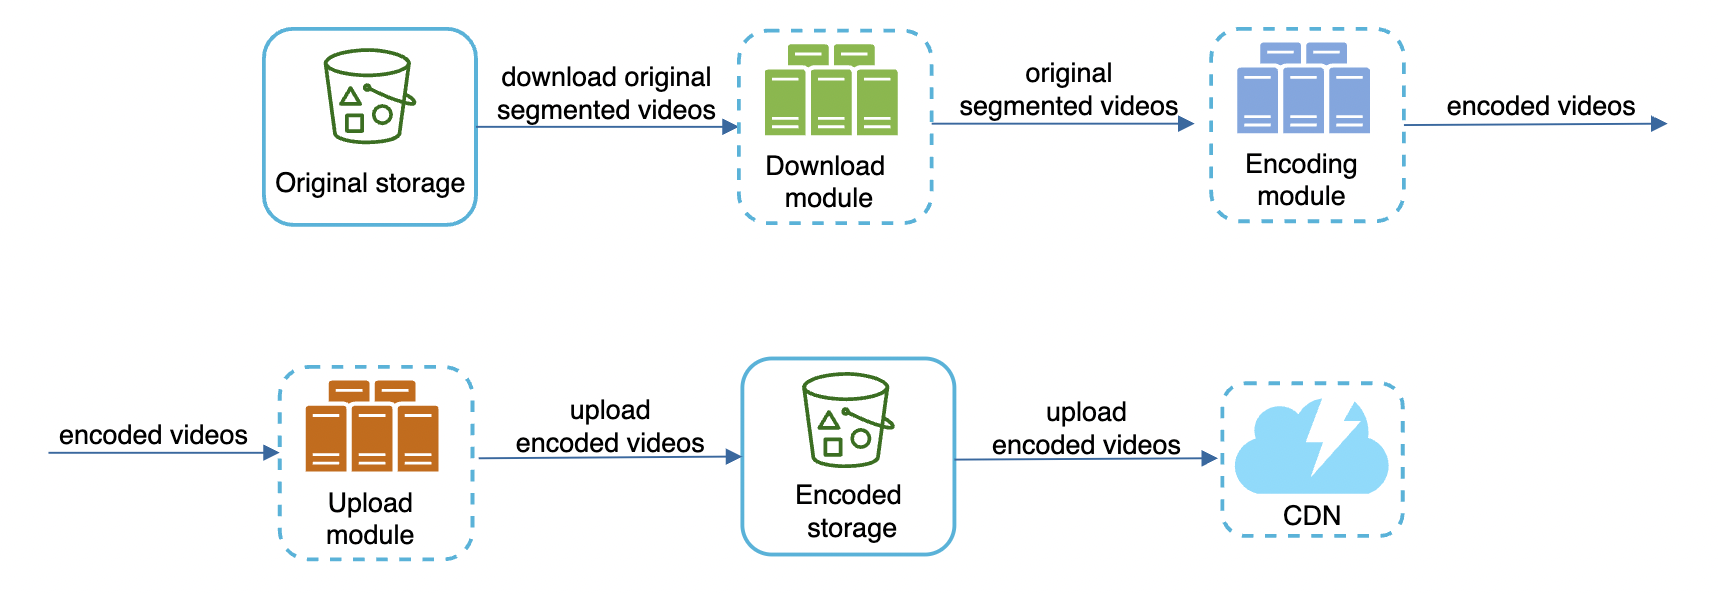 Original storage
download original
segmented videos
Download
module
original
segmented videos
Encoding
module
encoded videos
encoded videos
Upload
module
upload
encoded videos
Encoded
storage
upload
encoded videos
CDN